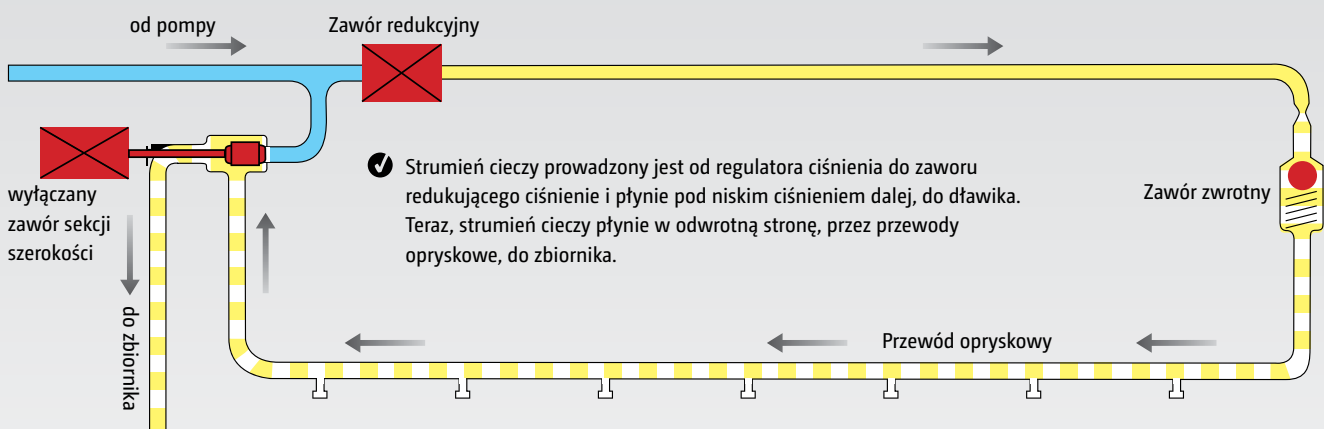 od pompy
Zawór redukcyjny
wyłączany
zawór sekcji
szerokości
Strumień cieczy prowadzony jest od regulatora ciśnienia do zaworu
redukującego ciśnienie i płynie pod niskim ciśnieniem dalej, do dławika.
Teraz, strumień cieczy płynie w odwrotną stronę, przez przewody
opryskowe, do zbiornika.
Zawór zwrotny
do zbiornika
Przewód opryskowy